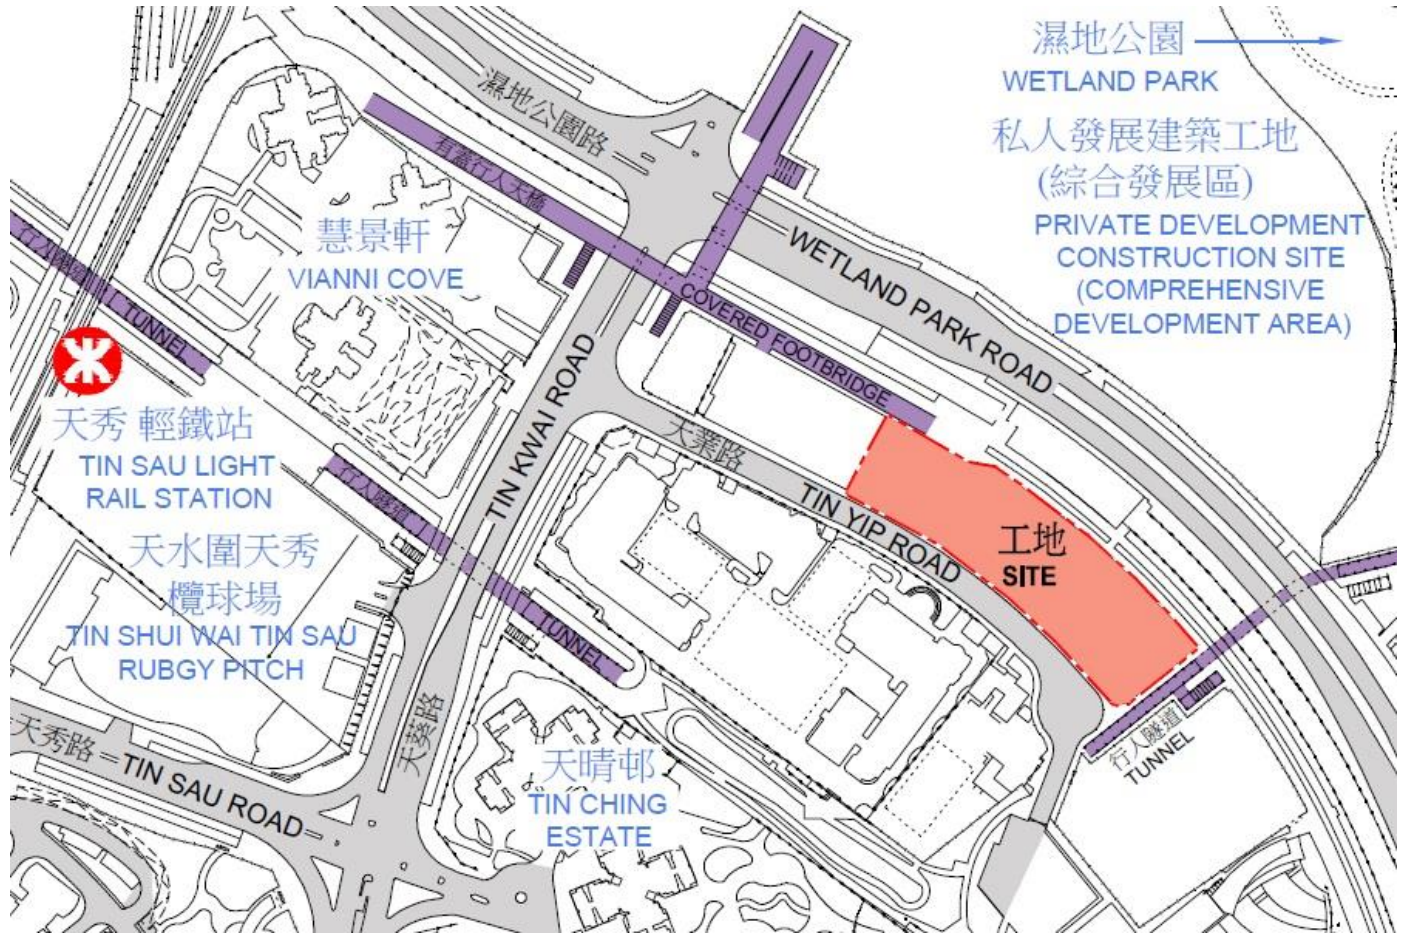 濕地公園
WETLAND PARK
私人發展建築工地
(綜合發展區)
PRIVATE DEVELOPMENT
CONSTRUCTION SITE
(COMPREHENSIVE
DEVELOPMENT AREA)
濕地公園路
WETLAND PARK ROAD
有蓋行人天橋
COVERED FOOTBRIDGE
慧景軒
VIANNI COVE
行人隧道
TUNNEL
天秀 輕鐵站
TIN SAU LIGHT
RAIL STATION
TIN KWAI ROAD
天業路
TIN YIP ROAD
工地
SITE
行人隧道
TUNNEL
天水圍天秀
欖球場
TIN SHUI WAI TIN SAU
RUBGY PITCH
天葵路
天秀路
TIN SAU ROAD
天晴邨
TIN CHING
ESTATE
行人隧道
TUNNEL